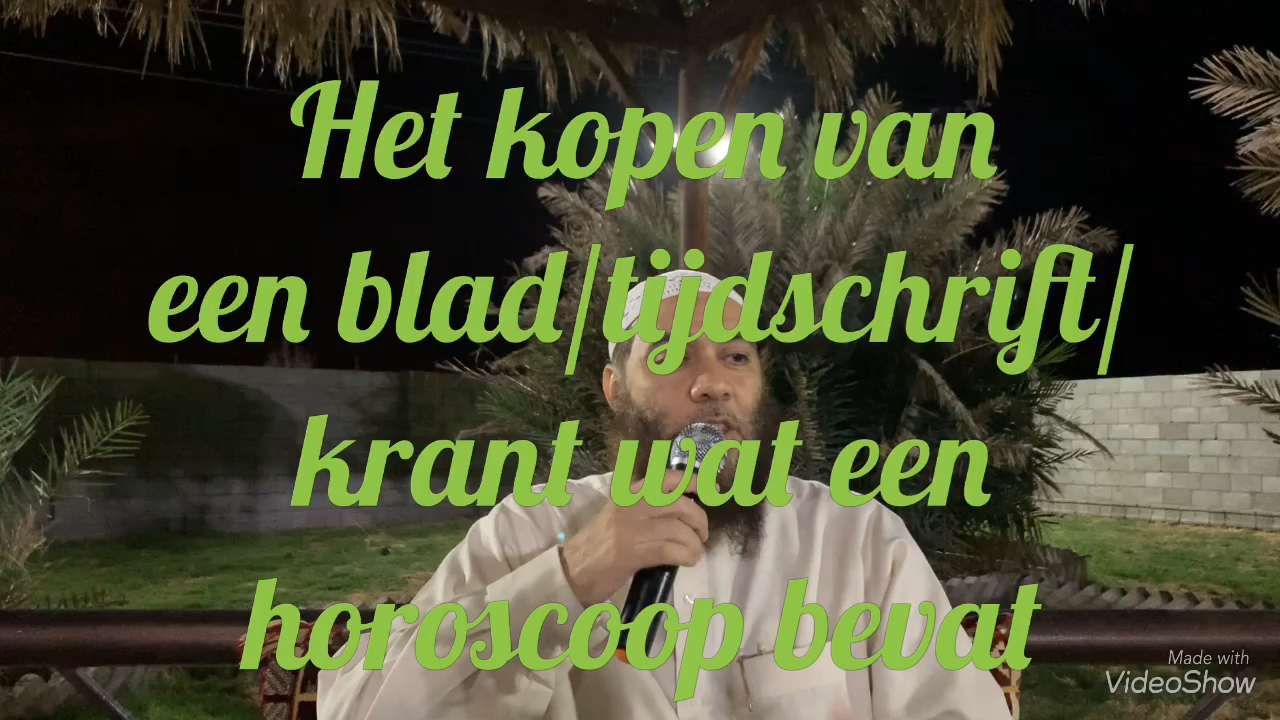 Het kopen van
een blad/tijdschrift/
krant wat een
horoscoop bevat
Made with
VideoShow